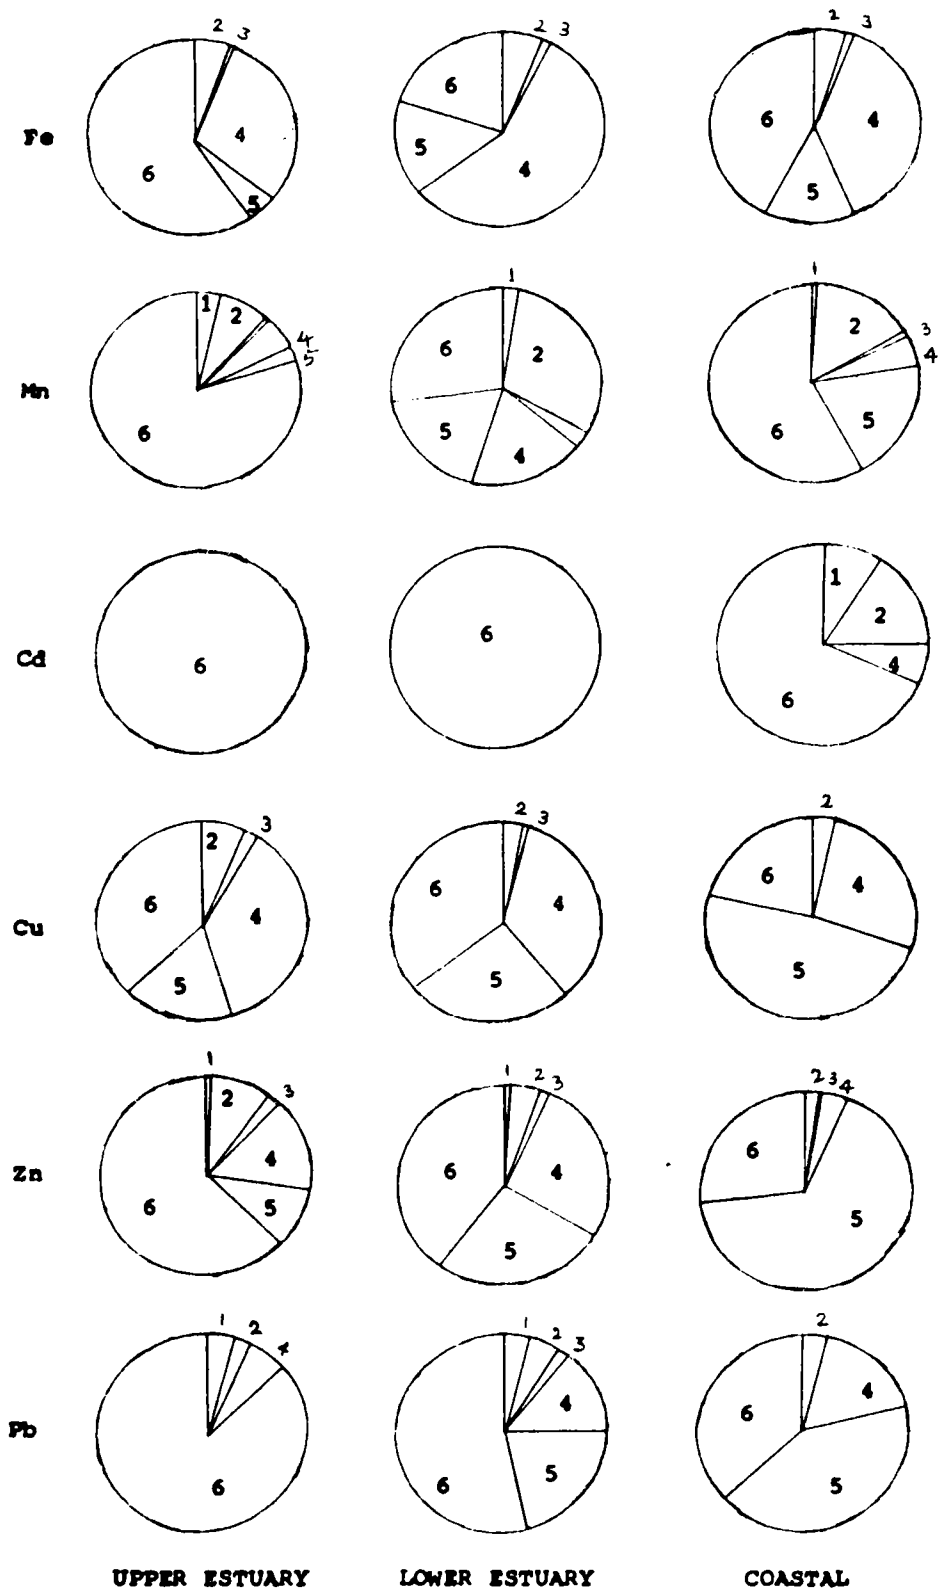 2 3 2 3 2 3
Fe 6 4 5 6 5 4 6 4 5
1 1
Mn 1 2 4 5 6 6 2 5 4 2 3 4 6 5
Cd 6 6 1 2 4 6
2 3 2 3 2
Cu 6 4 5 6 4 5 6 4 5
1 2 3 1 2 3 2 3 4
Zn 4 6 5 6 4 5 6 5
1 2 4 1 2 3 2
Pb 6 4 6 5 6 4 5
UPPER ESTUARY LOWER ESTUARY COASTAL